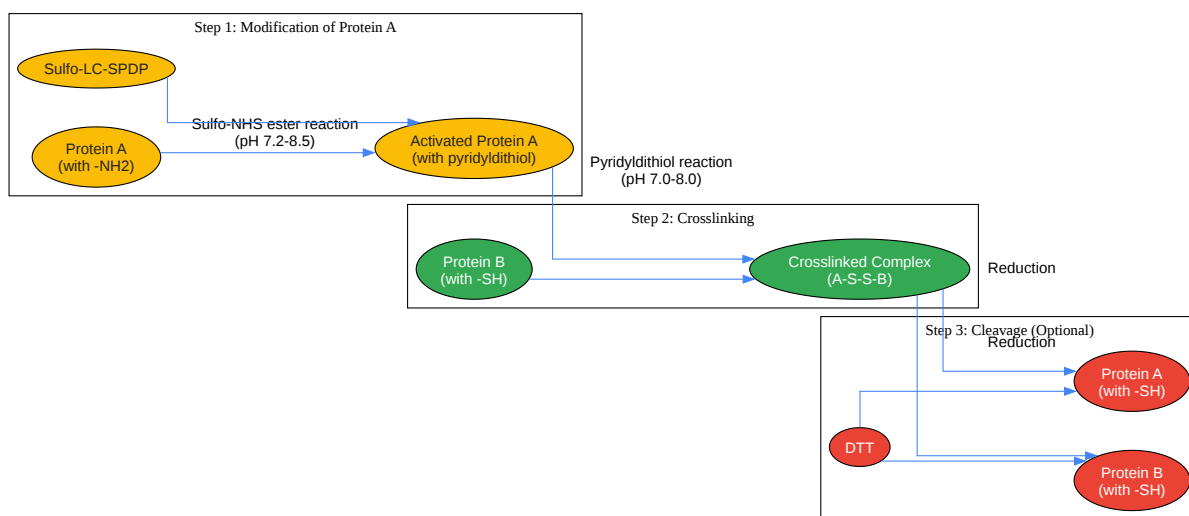 Step 1: Modification of Protein A
Sulfo-LC-SPDP
Sulfo-NHS ester reaction
(pH 7.2-8.5)
Protein A
(with -NH2)
Activated Protein A
(with pyridyldithiol)
Pyridyldithiol reaction
(pH 7.0-8.0)
Step 2: Crosslinking
Protein B
(with -SH)
Crosslinked Complex
(A-S-S-B)
Reduction
Step 3: Cleavage (Optional)
Reduction
Protein A
(with -SH)
DTT
Protein B
(with -SH)